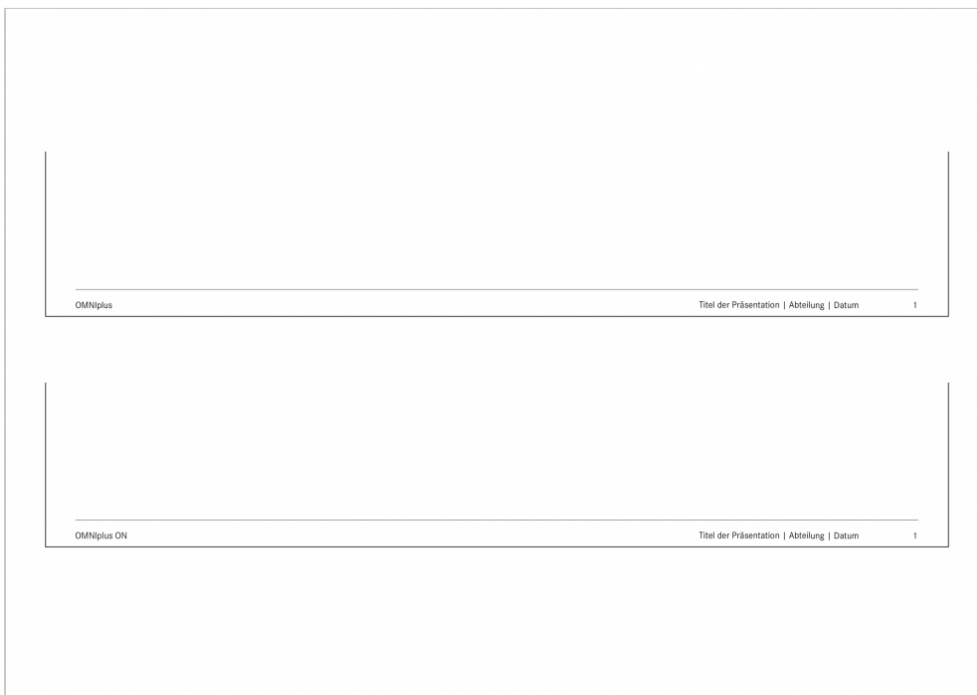 OMNIplus Titel der Präsentation | Abteilung | Datum 1
OMNIplus ON Titel der Präsentation | Abteilung | Datum 1